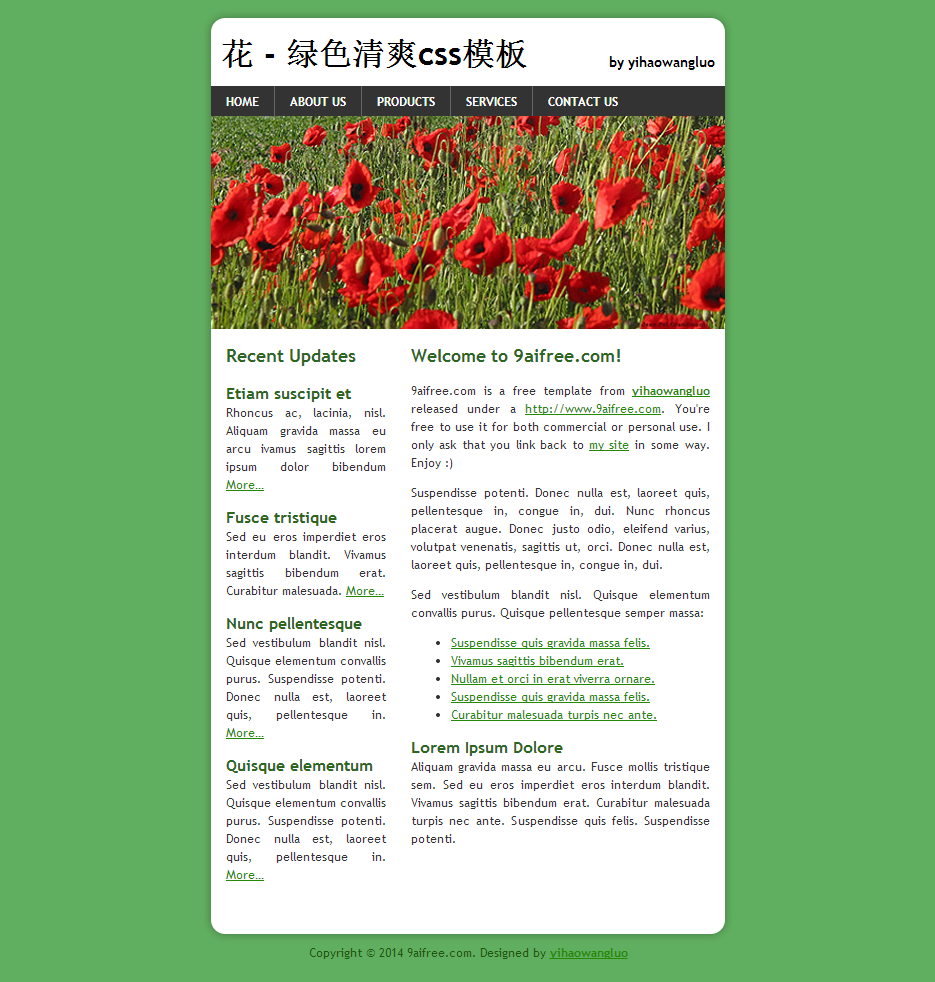 花 - 绿色清爽css模板
by yihaowangluo
HOME
ABOUT US
PRODUCTS
SERVICES
CONTACT US
Recent Updates
Etiam suscipit et
Rhoncus ac, lacinia, nisl.
Aliquam gravida massa eu
arcu ivamus sagittis lorem
ipsum dolor bibendum
More...
Fusce tristique
Sed eu eros imperdiet eros
interdum blandit. Vivamus
sagittis bibendum erat.
Curabitur malesuada. More...
Nunc pellentesque
Sed vestibulum blandit nisl.
Quisque elementum convallis
purus. Suspendisse potenti.
Donec nulla est, laoreet
quis, pellentesque in.
More...
Quisque elementum
Sed vestibulum blandit nisl.
Quisque elementum convallis
purus. Suspendisse potenti.
Donec nulla est, laoreet
quis, pellentesque in.
More...
Welcome to 9aifree.com!
9aifree.com is a free template from yihaowangluo
released under a http://www.9aifree.com. You're
free to use it for both commercial or personal use. I
only ask that you link back to my site in some way.
Enjoy :)
Suspendisse potenti. Donec nulla est, laoreet quis,
pellentesque in, congue in, dui. Nunc rhoncus
placerat augue. Donec justo odio, eleifend varius,
volutpat venenatis, sagittis ut, orci. Donec nulla est,
laoreet quis, pellentesque in, congue in, dui.
Sed vestibulum blandit nisl. Quisque elementum
convallis purus. Quisque pellentesque semper massa:
• Suspendisse quis gravida massa felis.
• Vivamus sagittis bibendum erat.
• Nullam et orci in erat viverra ornare.
• Suspendisse quis gravida massa felis.
• Curabitur malesuada turpis nec ante.
Lorem Ipsum Dolore
Aliquam gravida massa eu arcu. Fusce mollis tristique
sem. Sed eu eros imperdiet eros interdum blandit.
Vivamus sagittis bibendum erat. Curabitur malesuada
turpis nec ante. Suspendisse quis felis. Suspendisse
potenti.
Copyright © 2014 9aifree.com. Designed by yihaowangluo